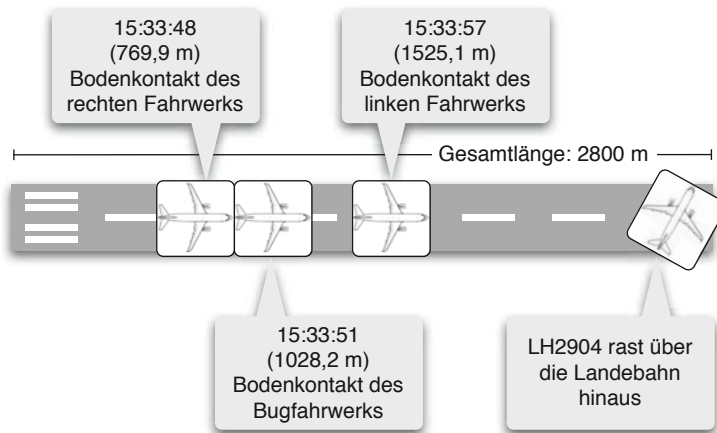 15:33:48
(769,9 m)
Bodenkontakt des
rechten Fahrwerks
15:33:57
(1525,1 m)
Bodenkontakt des
linken Fahrwerks
Gesamtlänge: 2800 m
15:33:51
(1028,2 m)
Bodenkontakt des
Bugfahrwerks
LH2904 rast über
die Landebahn
hinaus